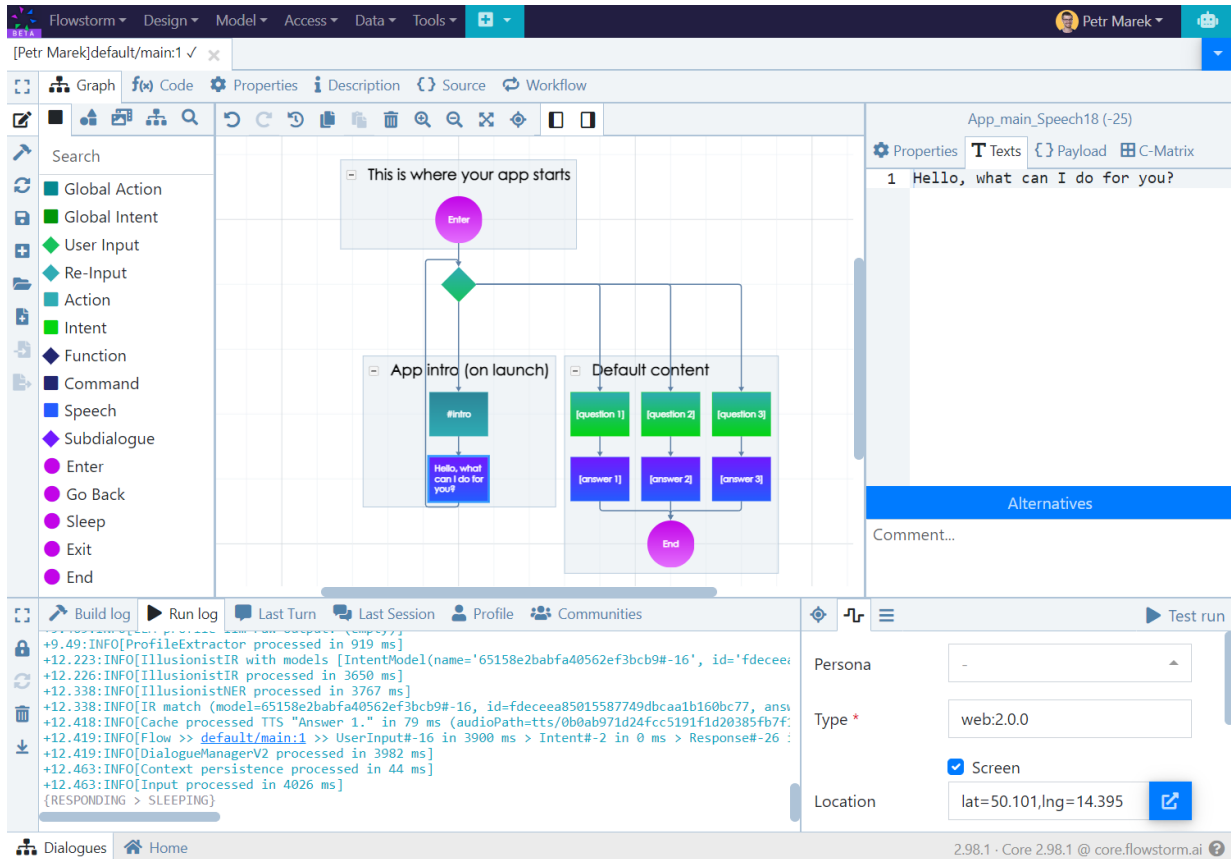 BETA
Flowstorm Design Model Access Data Tools Petr Marek
[Petr Marek]default/main:1 ✓
Graph f(x) Code Properties Description {} Source Workflow
App_main_Speech18 (-25)
Search
Properties Texts {} Payload C-Matrix
1 Hello, what can I do for you?
Global Action
Global Intent
User Input
Re-Input
Action
Intent
Function
Command
Speech
Subdialogue
Enter
Go Back
Sleep
Exit
End
This is where your app starts
Enter
App intro (on launch)
Default content
#intro
[question 1] [question 2] [question 3]
Hello, what
can I do for
you?
[answer 1] [answer 2] [answer 3]
End
Alternatives
Comment...
Build log Run log Last Turn Last Session Profile Communities
Test run
+9.49:INFO[ProfileExtractor processed in 919 ms]
+12.223:INFO[IllusionistIR with models [IntentModel(name='65158e2babfa40562ef3bcb9#-16', id='fdecee
+12.226:INFO[IllusionistIR processed in 3650 ms]
+12.338:INFO[IllusionistNER processed in 3767 ms]
+12.338:INFO[IR match (model=65158e2babfa40562ef3bcb9#-16, id=fdeceea85015587749dbcaa1b160bc77, answ
+12.418:INFO[Cache processed TTS "Answer 1." in 79 ms (audioPath=tts/0b0ab971d24fcc5191f1d20385fb7f
+12.419:INFO[Flow >> default/main:1 >> UserInput#-16 in 3900 ms > Intent#-2 in 0 ms > Response#-26
+12.419:INFO[DialogueManagerV2 processed in 3982 ms]
+12.463:INFO[Context persistence processed in 44 ms]
+12.463:INFO[Input processed in 4026 ms]
{RESPONDING > SLEEPING}
Persona -
Type * web:2.0.0
Screen
Location lat=50.101,lng=14.395
Dialogues Home
2.98.1 · Core 2.98.1 @ core.flowstorm.ai